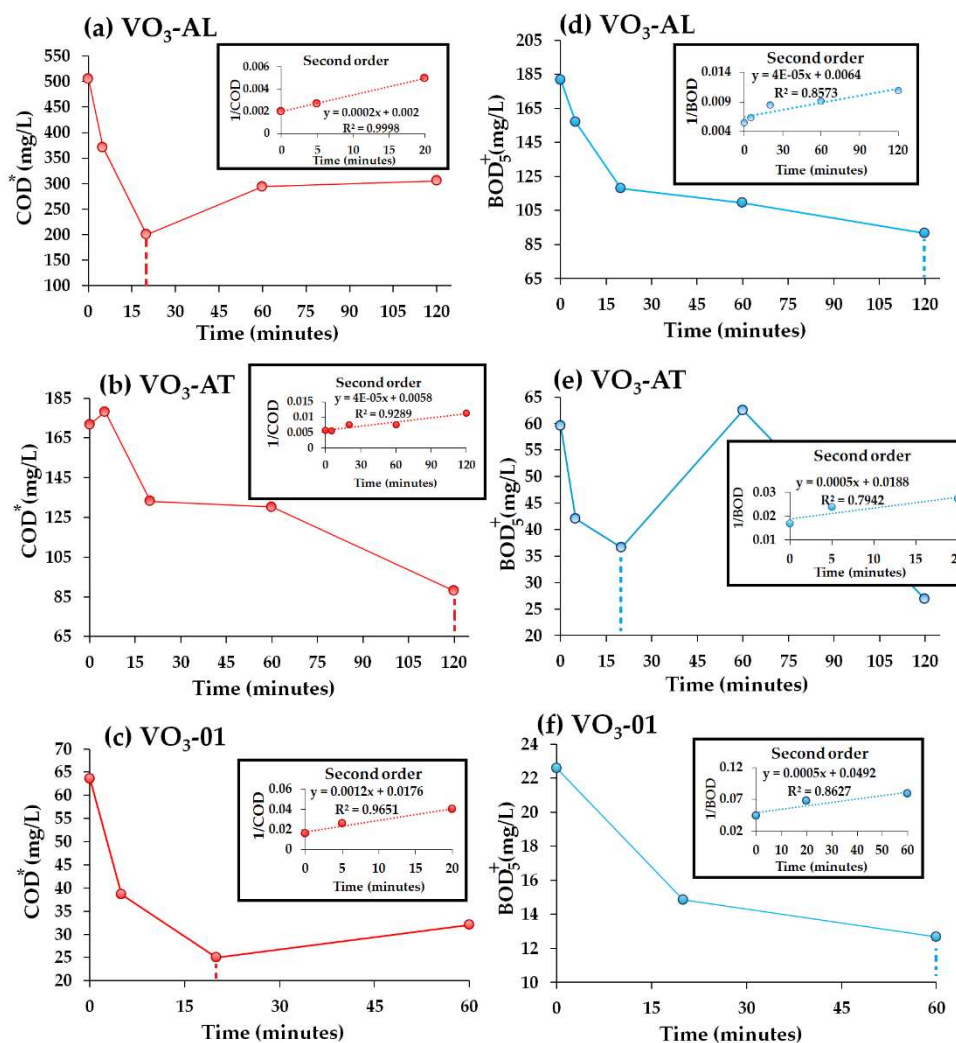 (a) VO₃-AL
COD* (mg/L)
550
500
450
400
350
300
250
200
150
100
0 15 30 45 60 75 90 105 120
Time (minutes)
Second order
1/COD
0.006
0.004
0.002
0
y = 0.0002x + 0.002
R² = 0.9998
0 5 10 15 20
Time (minutes)
(d) VO₃-AL
BOD₅⁺(mg/L)
205
185
165
145
125
105
85
65
0 15 30 45 60 75 90 105 120
Time (minutes)
Second order
1/BOD
0.014
0.009
0.004
y = 4E-05x + 0.0064
R² = 0.8573
0 30 60 90 120
Time (minutes)
(b) VO₃-AT
COD* (mg/L)
185
165
145
125
105
85
65
0 15 30 45 60 75 90 105 120
Time (minutes)
Second order
y = 4E-05x + 0.0058
R² = 0.9289
1/COD
0.015
0.01
0.005
0
0 30 60 90 120
Time (minutes)
(e) VO₃-AT
BOD₅⁺(mg/L)
65
60
55
50
45
40
35
30
25
20
0 15 30 45 60 75 90 105 120
Time (minutes)
Second order
y = 0.0005x + 0.0188
R² = 0.7942
1/BOD
0.03
0.02
0.01
0 5 10 15 2
Time (minutes)
(c) VO₃-01
COD* (mg/L)
70
65
60
55
50
45
40
35
30
25
20
0 15 30 45 60
Time (minutes)
Second order
y = 0.0012x + 0.0176
R² = 0.9651
1/COD
0.06
0.04
0.02
0
0 5 10 15 20
Time (minutes)
(f) VO₃-01
BOD₅⁺(mg/L)
24
22
20
18
16
14
12
10
0 15 30 45 60
Time (minutes)
Second order
y = 0.0005x + 0.0492
R² = 0.8627
1/BOD
0.12
0.07
0.02
0 10 20 30 40 50 60
Time (minutes)